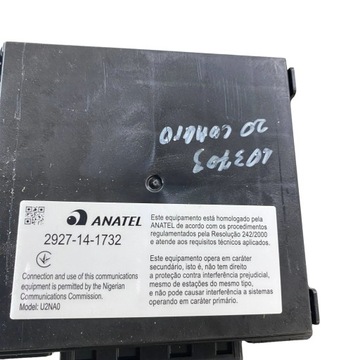 403703
20 camaro
ANATEL
2927-14-1732
Connection and use of this communications
equipment is permitted by the Nigerian
Communications Commission.
Model: U2NA0
Este equipamento está homologado pela
ANATEL de acordo com os procedimentos
regulamentados pela Resolução 242/2000
e atende aos requisitos técnicos aplicados.
Este equipamento opera em caráter
secundário, isto é, não tem direito
a proteção contra interferência prejudicial,
mesmo de estações do mesmo tipo,
e não pode causar interferência a sistemas
operando em caráter primário.